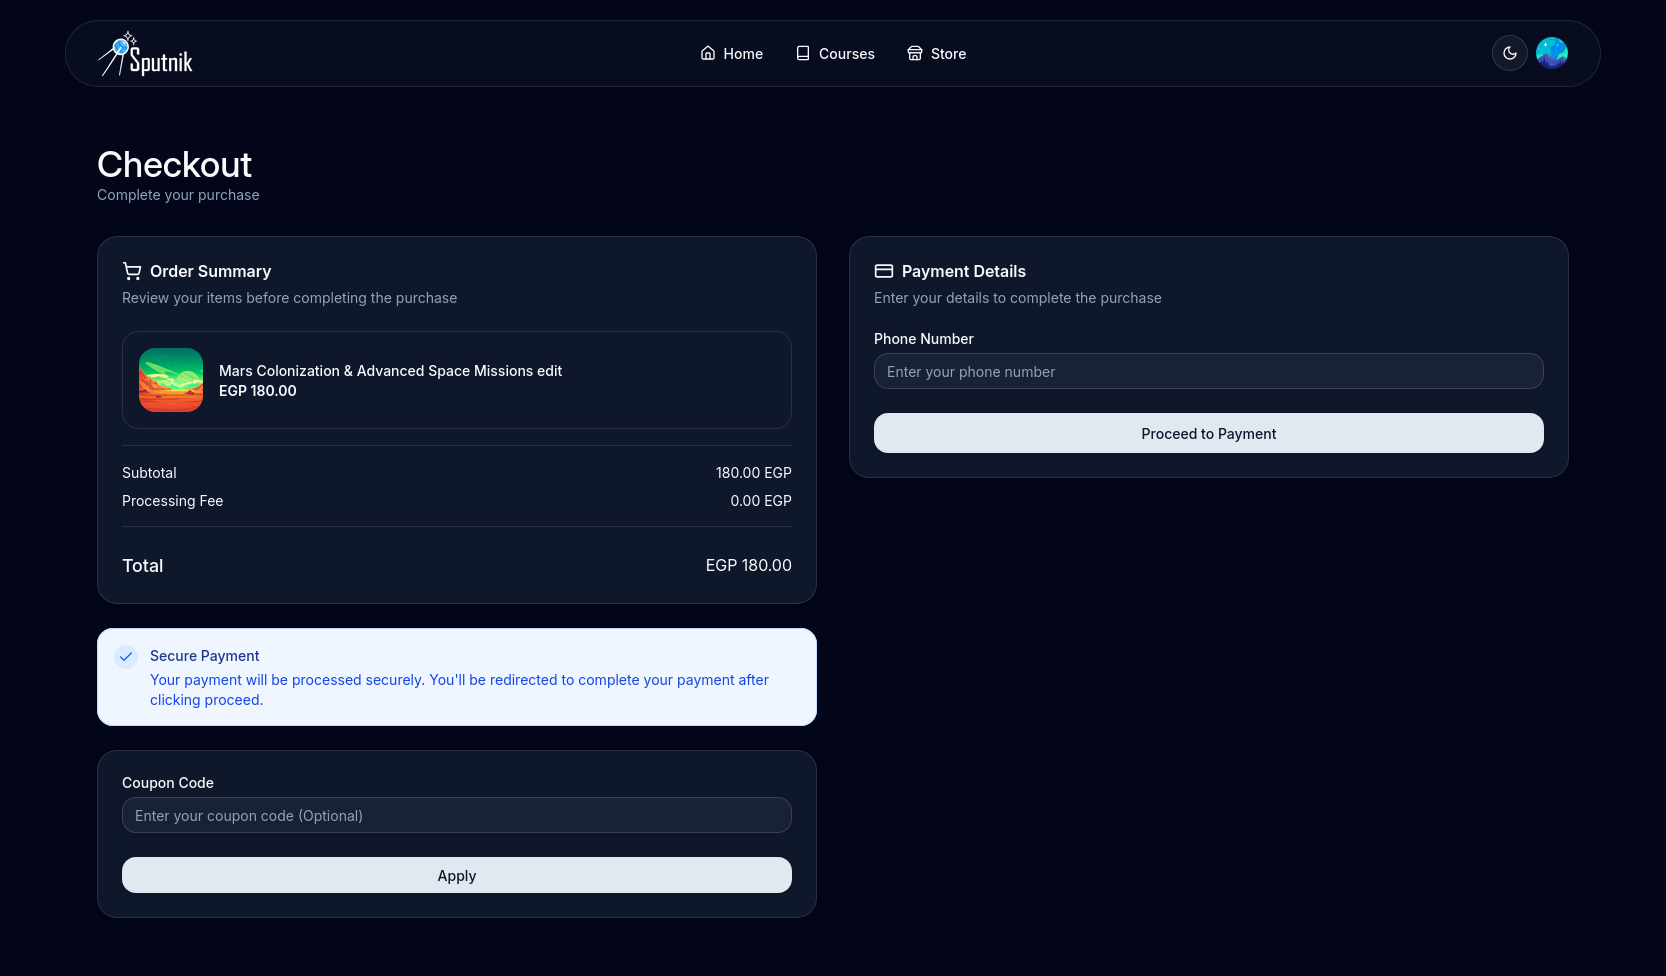 Sputnik
Home
Courses
Store
Checkout
Complete your purchase
Order Summary
Review your items before completing the purchase
Mars Colonization & Advanced Space Missions edit
EGP 180.00
Subtotal
180.00 EGP
Processing Fee
0.00 EGP
Total
EGP 180.00
Secure Payment
Your payment will be processed securely. You'll be redirected to complete your payment after
clicking proceed.
Coupon Code
Enter your coupon code (Optional)
Apply
Payment Details
Enter your details to complete the purchase
Phone Number
Enter your phone number
Proceed to Payment